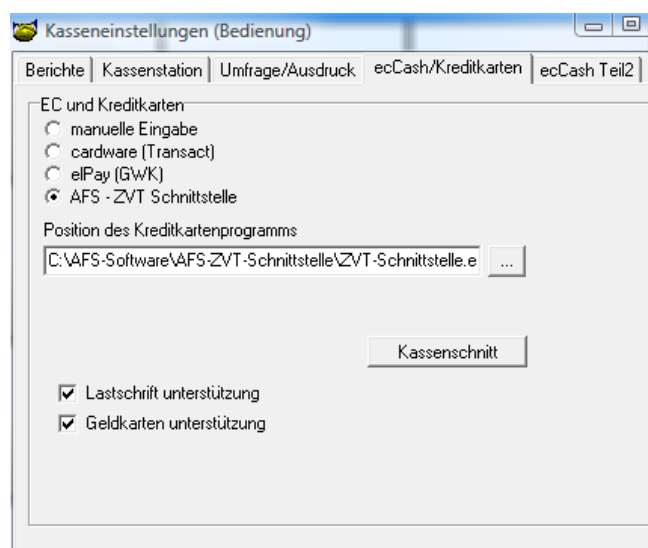 Kasseneinstellungen (Bedienung)
Berichte Kassenstation Umfrage/Ausdruck ecCash/Kreditkarten ecCash Teil2
EC und Kreditkarten
manuelle Eingabe
cardware (Transact)
elPay (GWK)
AFS - ZVT Schnittstelle
Position des Kreditkartenprogramms
C:\AFS-Software\AFS-ZVT-Schnittstelle\ZVT-Schnittstelle.e ...
Kassenschnitt
Lastschrift unterstützung
Geldkarten unterstützung